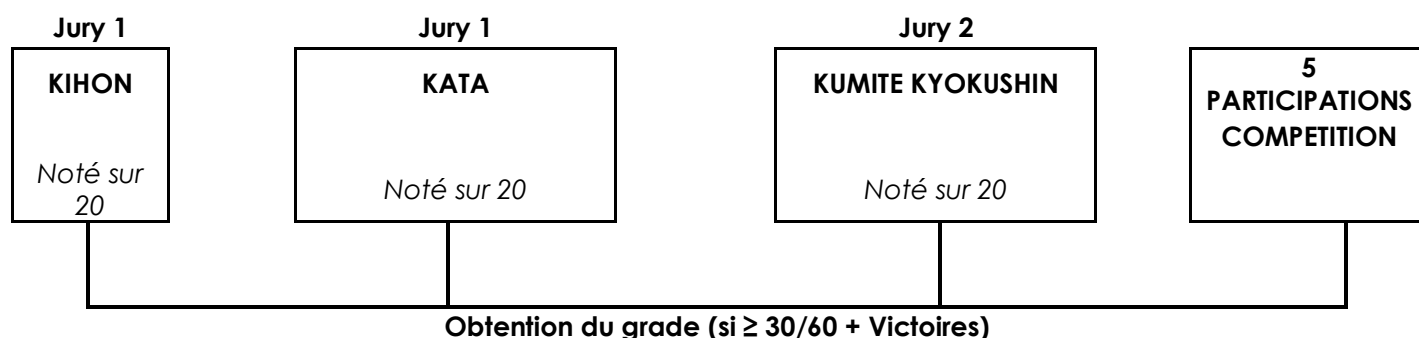 Jury 1
Jury 1
Jury 2
KIHON
Noté sur
20
KATA
Noté sur 20
KUMITE KYOKUSHIN
Noté sur 20
5
PARTICIPATIONS
COMPETITION
Obtention du grade (si ≥ 30/60 + Victoires)